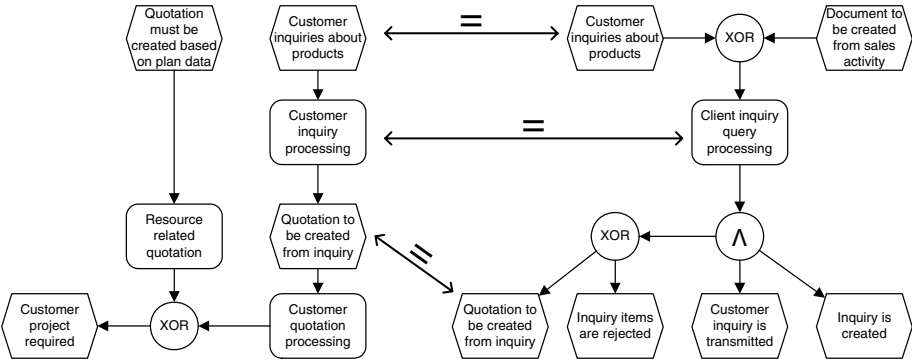 Quotation
must be
created based
on plan data
Customer
inquiries about
products
=
Customer
inquiries about
products
XOR
Document to
be created
from sales
activity
Customer
inquiry
processing
=
Client inquiry
query
processing
Resource
related
quotation
Quotation to
be created
from inquiry
=
XOR
Λ
Customer
project
required
XOR
Customer
quotation
processing
Quotation to
be created
from inquiry
Inquiry items
are rejected
Customer
inquiry is
transmitted
Inquiry is
created